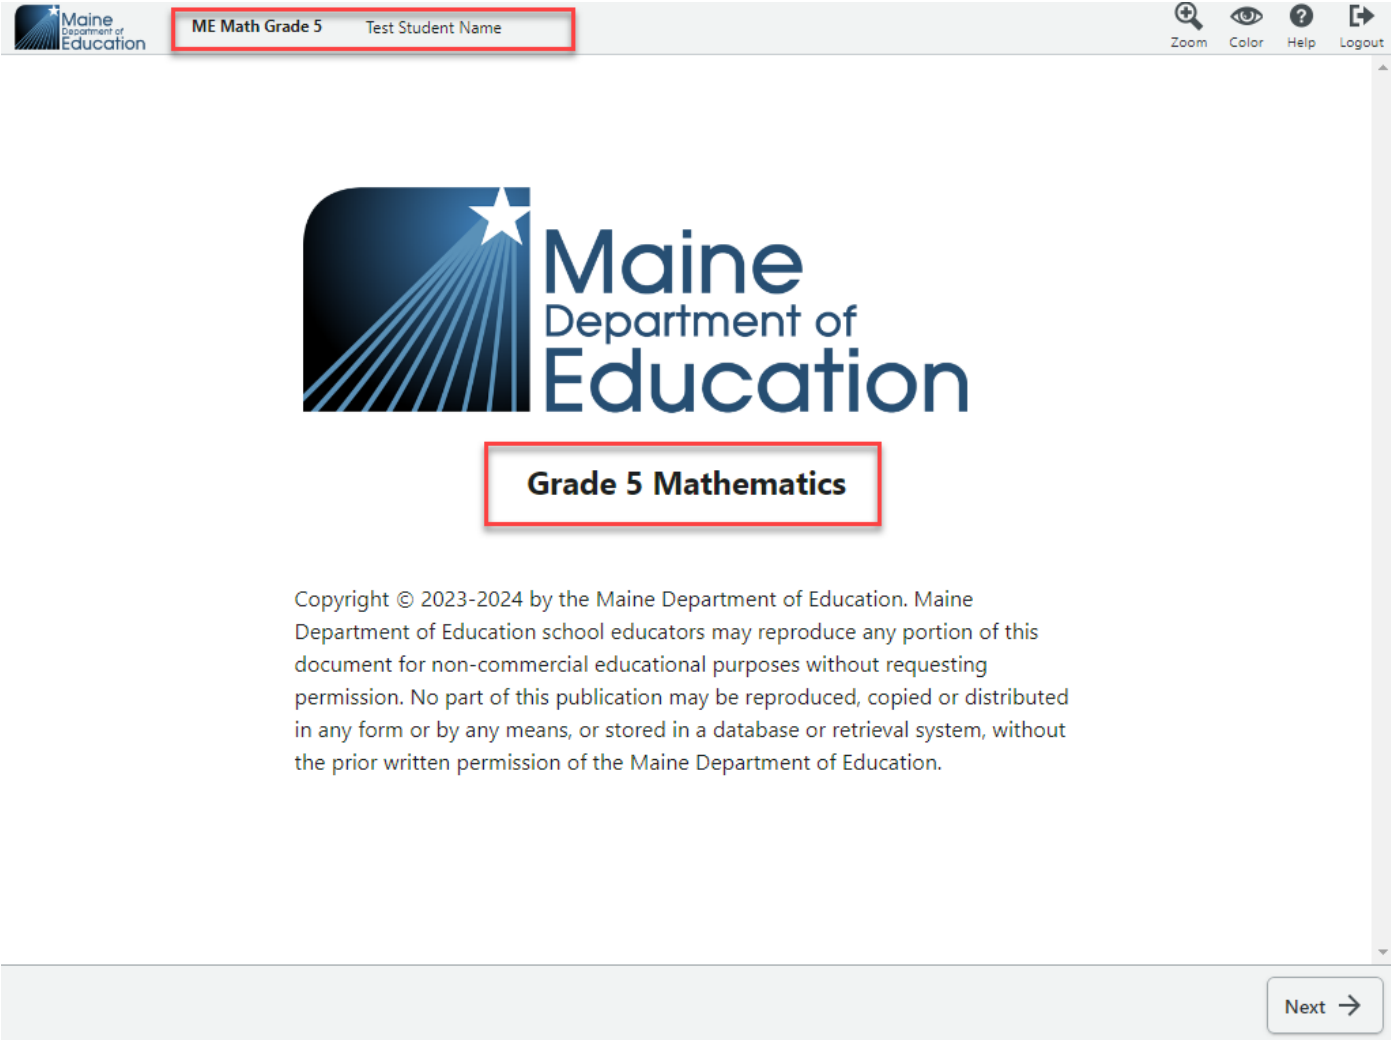 Maine
Department of
Education
ME Math Grade 5 Test Student Name
Zoom Color Help Logout
Maine
Department of
Education
Grade 5 Mathematics
Copyright © 2023-2024 by the Maine Department of Education. Maine
Department of Education school educators may reproduce any portion of this
document for non-commercial educational purposes without requesting
permission. No part of this publication may be reproduced, copied or distributed
in any form or by any means, or stored in a database or retrieval system, without
the prior written permission of the Maine Department of Education.
Next